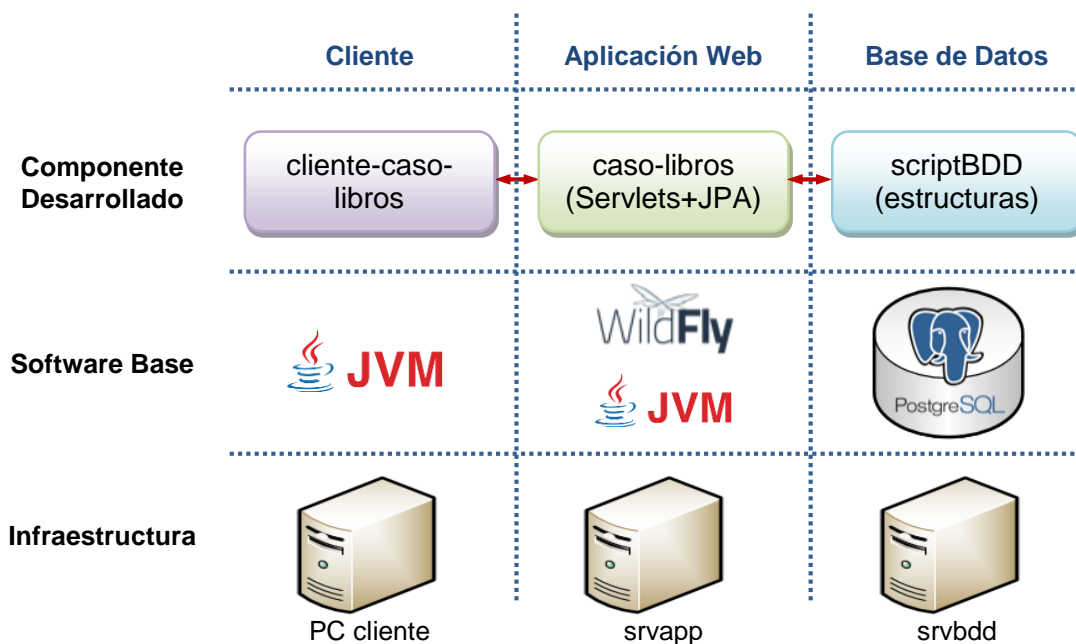 Cliente
Aplicación Web
Base de Datos
Componente
Desarrollado
cliente-caso-
libros
caso-libros
(Servlets+JPA)
scriptBDD
(estructuras)
Software Base
JVM
WildFly
JVM
PostgreSQL
Infraestructura
PC cliente
srvapp
srvbdd